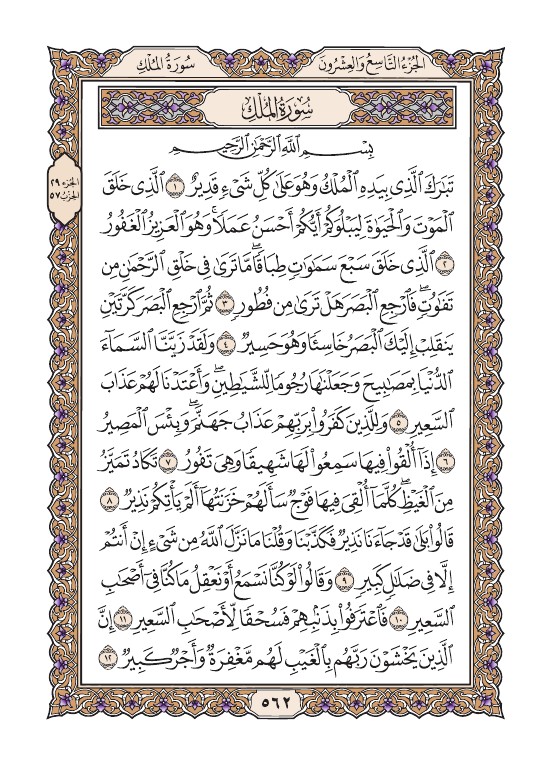 الجزء التاسع والعشرون
سورة الملك
سُورَةُ المُلْكِ
الجزء ٢٩
الحزب ٥٧
بِسْمِ ٱللَّهِ ٱلرَّحْمَٰنِ ٱلرَّحِيمِ
تَبَٰرَكَ ٱلَّذِى بِيَدِهِ ٱلْمُلْكُ وَهُوَ عَلَىٰ كُلِّ شَىْءٍ قَدِيرٌ ١ ٱلَّذِى خَلَقَ
ٱلْمَوْتَ وَٱلْحَيَوٰةَ لِيَبْلُوَكُمْ أَيُّكُمْ أَحْسَنُ عَمَلًا ۚ وَهُوَ ٱلْعَزِيزُ ٱلْغَفُورُ
٢ ٱلَّذِى خَلَقَ سَبْعَ سَمَٰوَٰتٍ طِبَاقًا ۖ مَّا تَرَىٰ فِى خَلْقِ ٱلرَّحْمَٰنِ مِن
تَفَٰوُتٍ ۖ فَٱرْجِعِ ٱلْبَصَرَ هَلْ تَرَىٰ مِن فُطُورٍ ٣ ثُمَّ ٱرْجِعِ ٱلْبَصَرَ كَرَّتَيْنِ
يَنقَلِبْ إِلَيْكَ ٱلْبَصَرُ خَاسِئًا وَهُوَ حَسِيرٌ ٤ وَلَقَدْ زَيَّنَّا ٱلسَّمَآءَ
ٱلدُّنْيَا بِمَصَٰبِيحَ وَجَعَلْنَٰهَا رُجُومًا لِّلشَّيَٰطِينِ ۖ وَأَعْتَدْنَا لَهُمْ عَذَابَ
ٱلسَّعِيرِ ٥ وَلِلَّذِينَ كَفَرُوا۟ بِرَبِّهِمْ عَذَابُ جَهَنَّمَ ۖ وَبِئْسَ ٱلْمَصِيرُ
٦ إِذَآ أُلْقُوا۟ فِيهَا سَمِعُوا۟ لَهَا شَهِيقًا وَهِىَ تَفُورُ ٧ تَكَادُ تَمَيَّزُ
مِنَ ٱلْغَيْظِ ۖ كُلَّمَآ أُلْقِىَ فِيهَا فَوْجٌ سَأَلَهُمْ خَزَنَتُهَآ أَلَمْ يَأْتِكُمْ نَذِيرٌ ٨
قَالُوا۟ بَلَىٰ قَدْ جَآءَنَا نَذِيرٌ فَكَذَّبْنَا وَقُلْنَا مَا نَزَّلَ ٱللَّهُ مِن شَىْءٍ إِنْ أَنتُمْ
إِلَّا فِى ضَلَٰلٍ كَبِيرٍ ٩ وَقَالُوا۟ لَوْ كُنَّا نَسْمَعُ أَوْ نَعْقِلُ مَا كُنَّا فِىٓ أَصْحَٰبِ
ٱلسَّعِيرِ ١٠ فَٱعْتَرَفُوا۟ بِذَنۢبِهِمْ فَسُحْقًا لِّأَصْحَٰبِ ٱلسَّعِيرِ ١١ إِنَّ
ٱلَّذِينَ يَخْشَوْنَ رَبَّهُم بِٱلْغَيْبِ لَهُم مَّغْفِرَةٌ وَأَجْرٌ كَبِيرٌ ١٢
٥٦٢